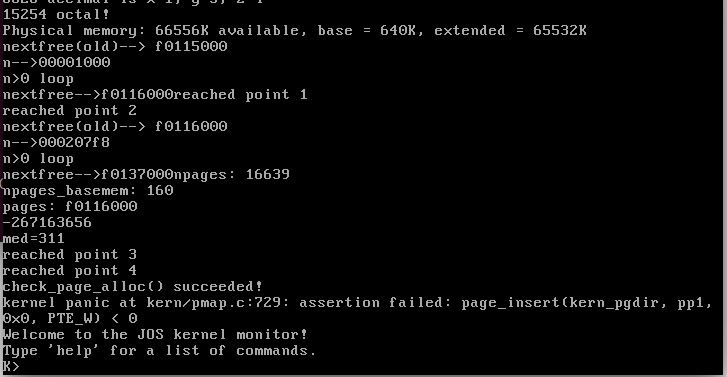 15254 octal!
Physical memory: 66556K available, base = 640K, extended = 65532K
nextfree(old)--> f0115000
n-->00001000
n>0 loop
nextfree-->f0116000reached point 1
reached point 2
nextfree(old)--> f0116000
n-->000207f8
n>0 loop
nextfree-->f0137000npages: 16639
npages_basemem: 160
pages: f0116000
-267163656
med=311
reached point 3
reached point 4
check_page_alloc() succeeded!
kernel panic at kern/pmap.c:729: assertion failed: page_insert(kern_pgdir, pp1,
0x0, PTE_W) < 0
Welcome to the JOS kernel monitor!
Type 'help' for a list of commands.
K>